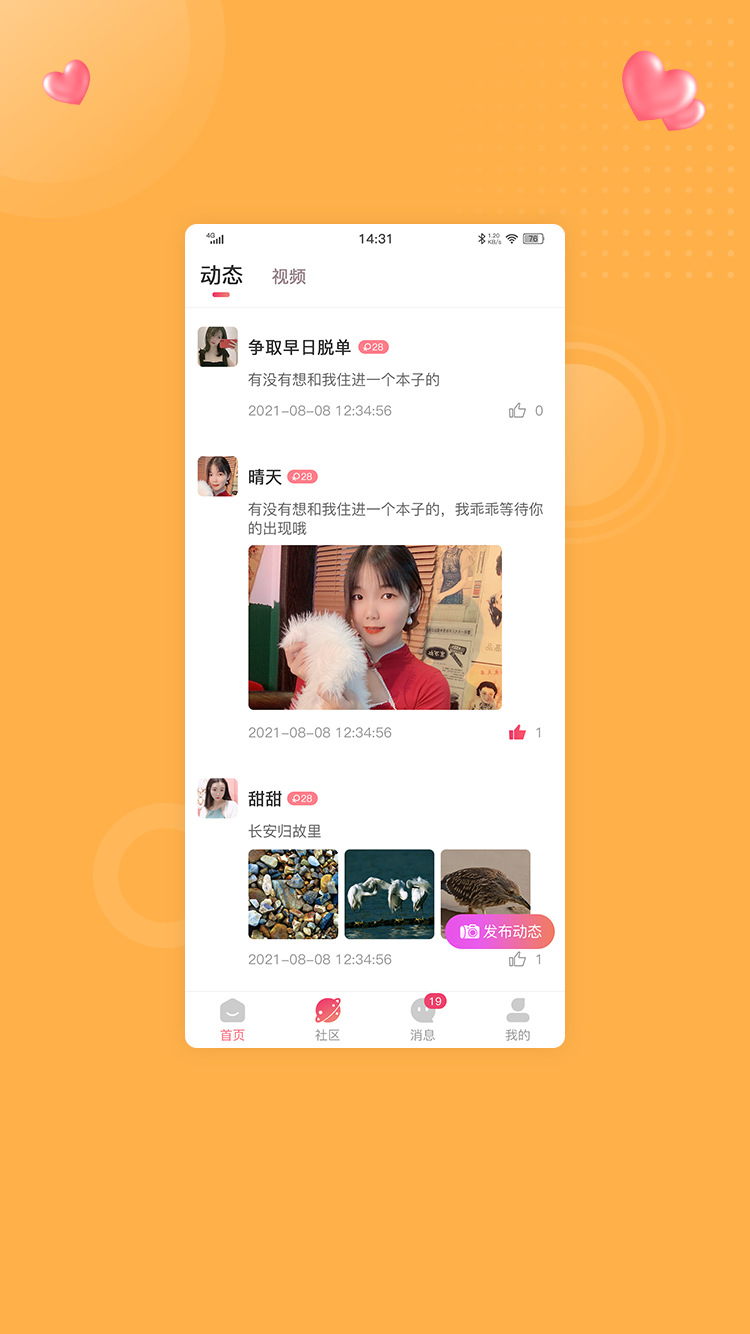 4G
14:31
1.20
KB/s
76
动态
视频
争取早日脱单
28
有没有想和我住进一个本子的
2021-08-08 12:34:56
0
晴天
28
有没有想和我住进一个本子的，我乖乖等待你
的出现哦
2021-08-08 12:34:56
1
甜甜
28
长安归故里
发布动态
2021-08-08 12:34:56
1
19
首页
社区
消息
我的